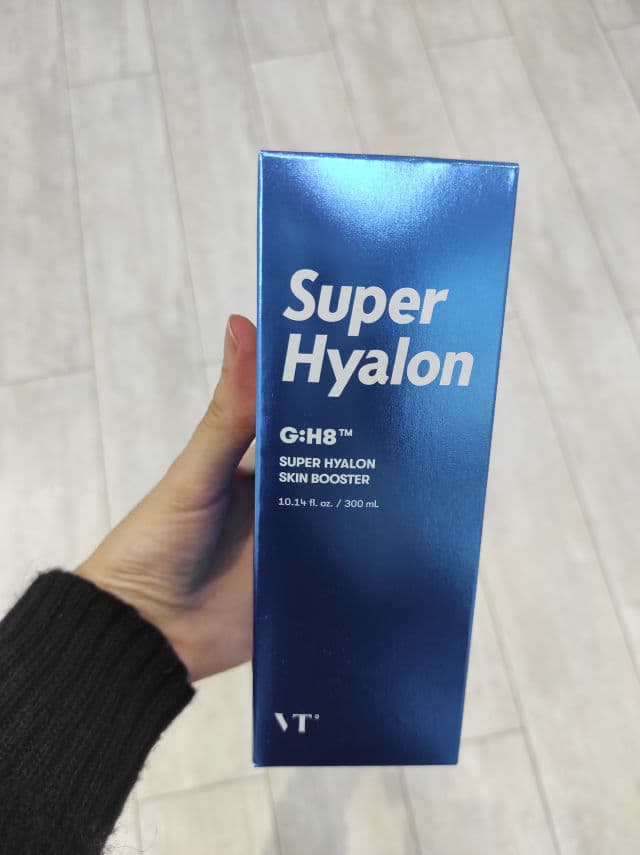 Super
Hyalon
G:H8™
SUPER HYALON
SKIN BOOSTER
10.14 fl. oz. / 300 mL
VT°